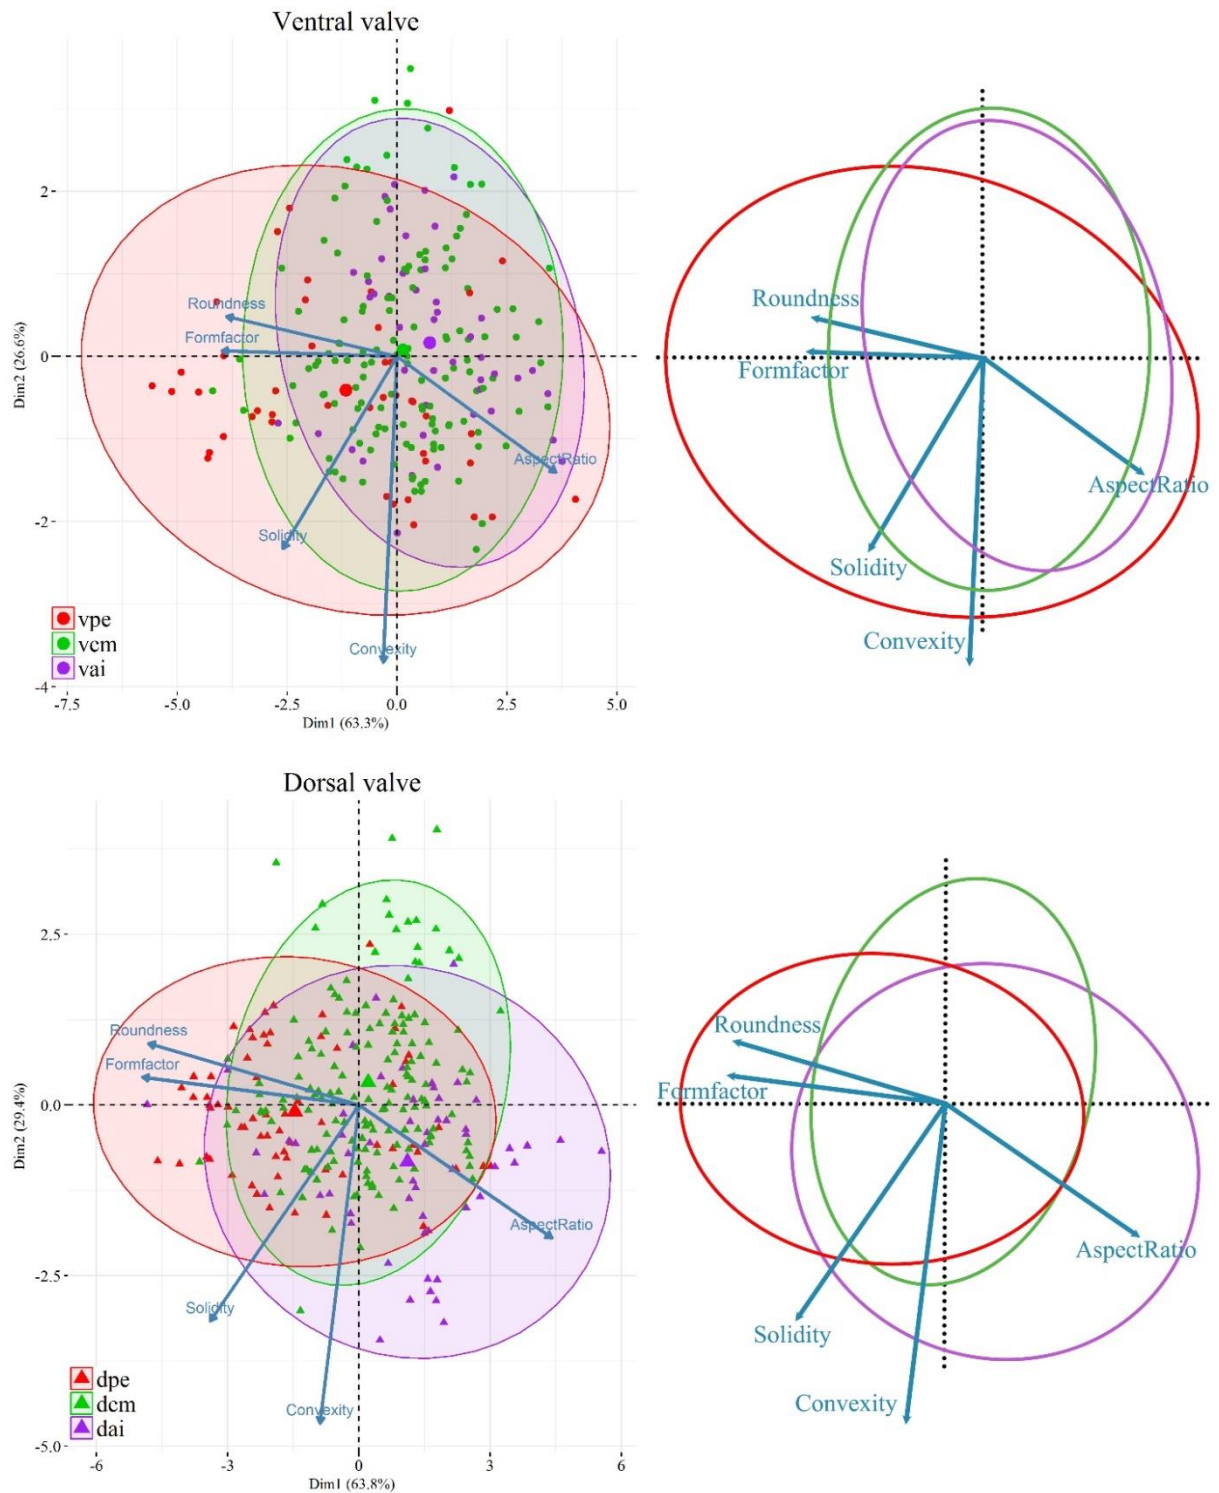 Ventral valve
2
0
-2
-4
Dim2 (26.6%)
Roundness
Formfactor
AspectRatio
Solidity
Convexity
vpe
vcm
vai
-7.5 -5.0 -2.5 0.0 2.5 5.0
Dim1 (63.3%)
Roundness
Formfactor
AspectRatio
Solidity
Convexity
Dorsal valve
2.5
0.0
-2.5
-5.0
Dim2 (29.4%)
Roundness
Formfactor
AspectRatio
Solidity
Convexity
dpe
dcm
dai
-6 -3 0 3 6
Dim1 (63.8%)
Roundness
Formfactor
AspectRatio
Solidity
Convexity